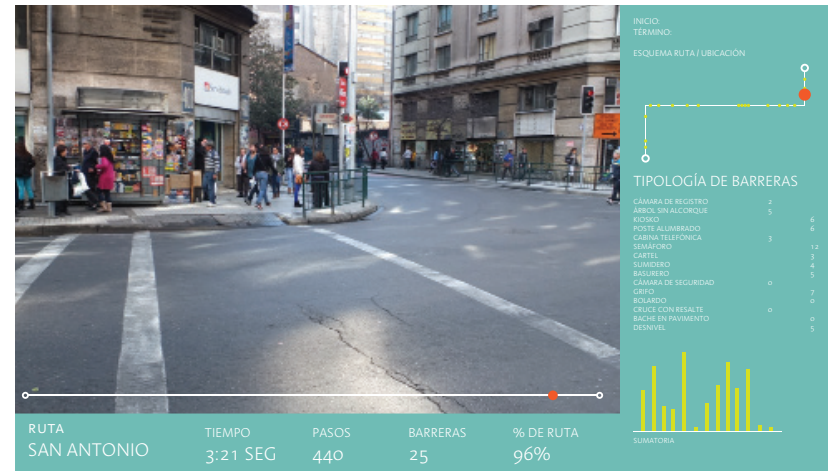 INICIO:
TÉRMINO:
ESQUEMA RUTA / UBICACIÓN
TIPOLOGÍA DE BARRERAS
CÁMARA DE REGISTRO 2
ÁRBOL SIN ALCORQUE 5
KIOSKO 6
POSTE ALUMBRADO 6
CABINA TELEFÓNICA 3
SEMÁFORO 12
CARTEL 3
SUMIDERO 4
BASURERO 5
CÁMARA DE SEGURIDAD 0
GRIFO 7
BOLARDO 0
CRUCE CON RESALTE 0
BACHE EN PAVIMENTO 0
DESNIVEL 5
SUMATORIA
RUTA
SAN ANTONIO
TIEMPO
3:21 SEG
PASOS
440
BARRERAS
25
% DE RUTA
96%